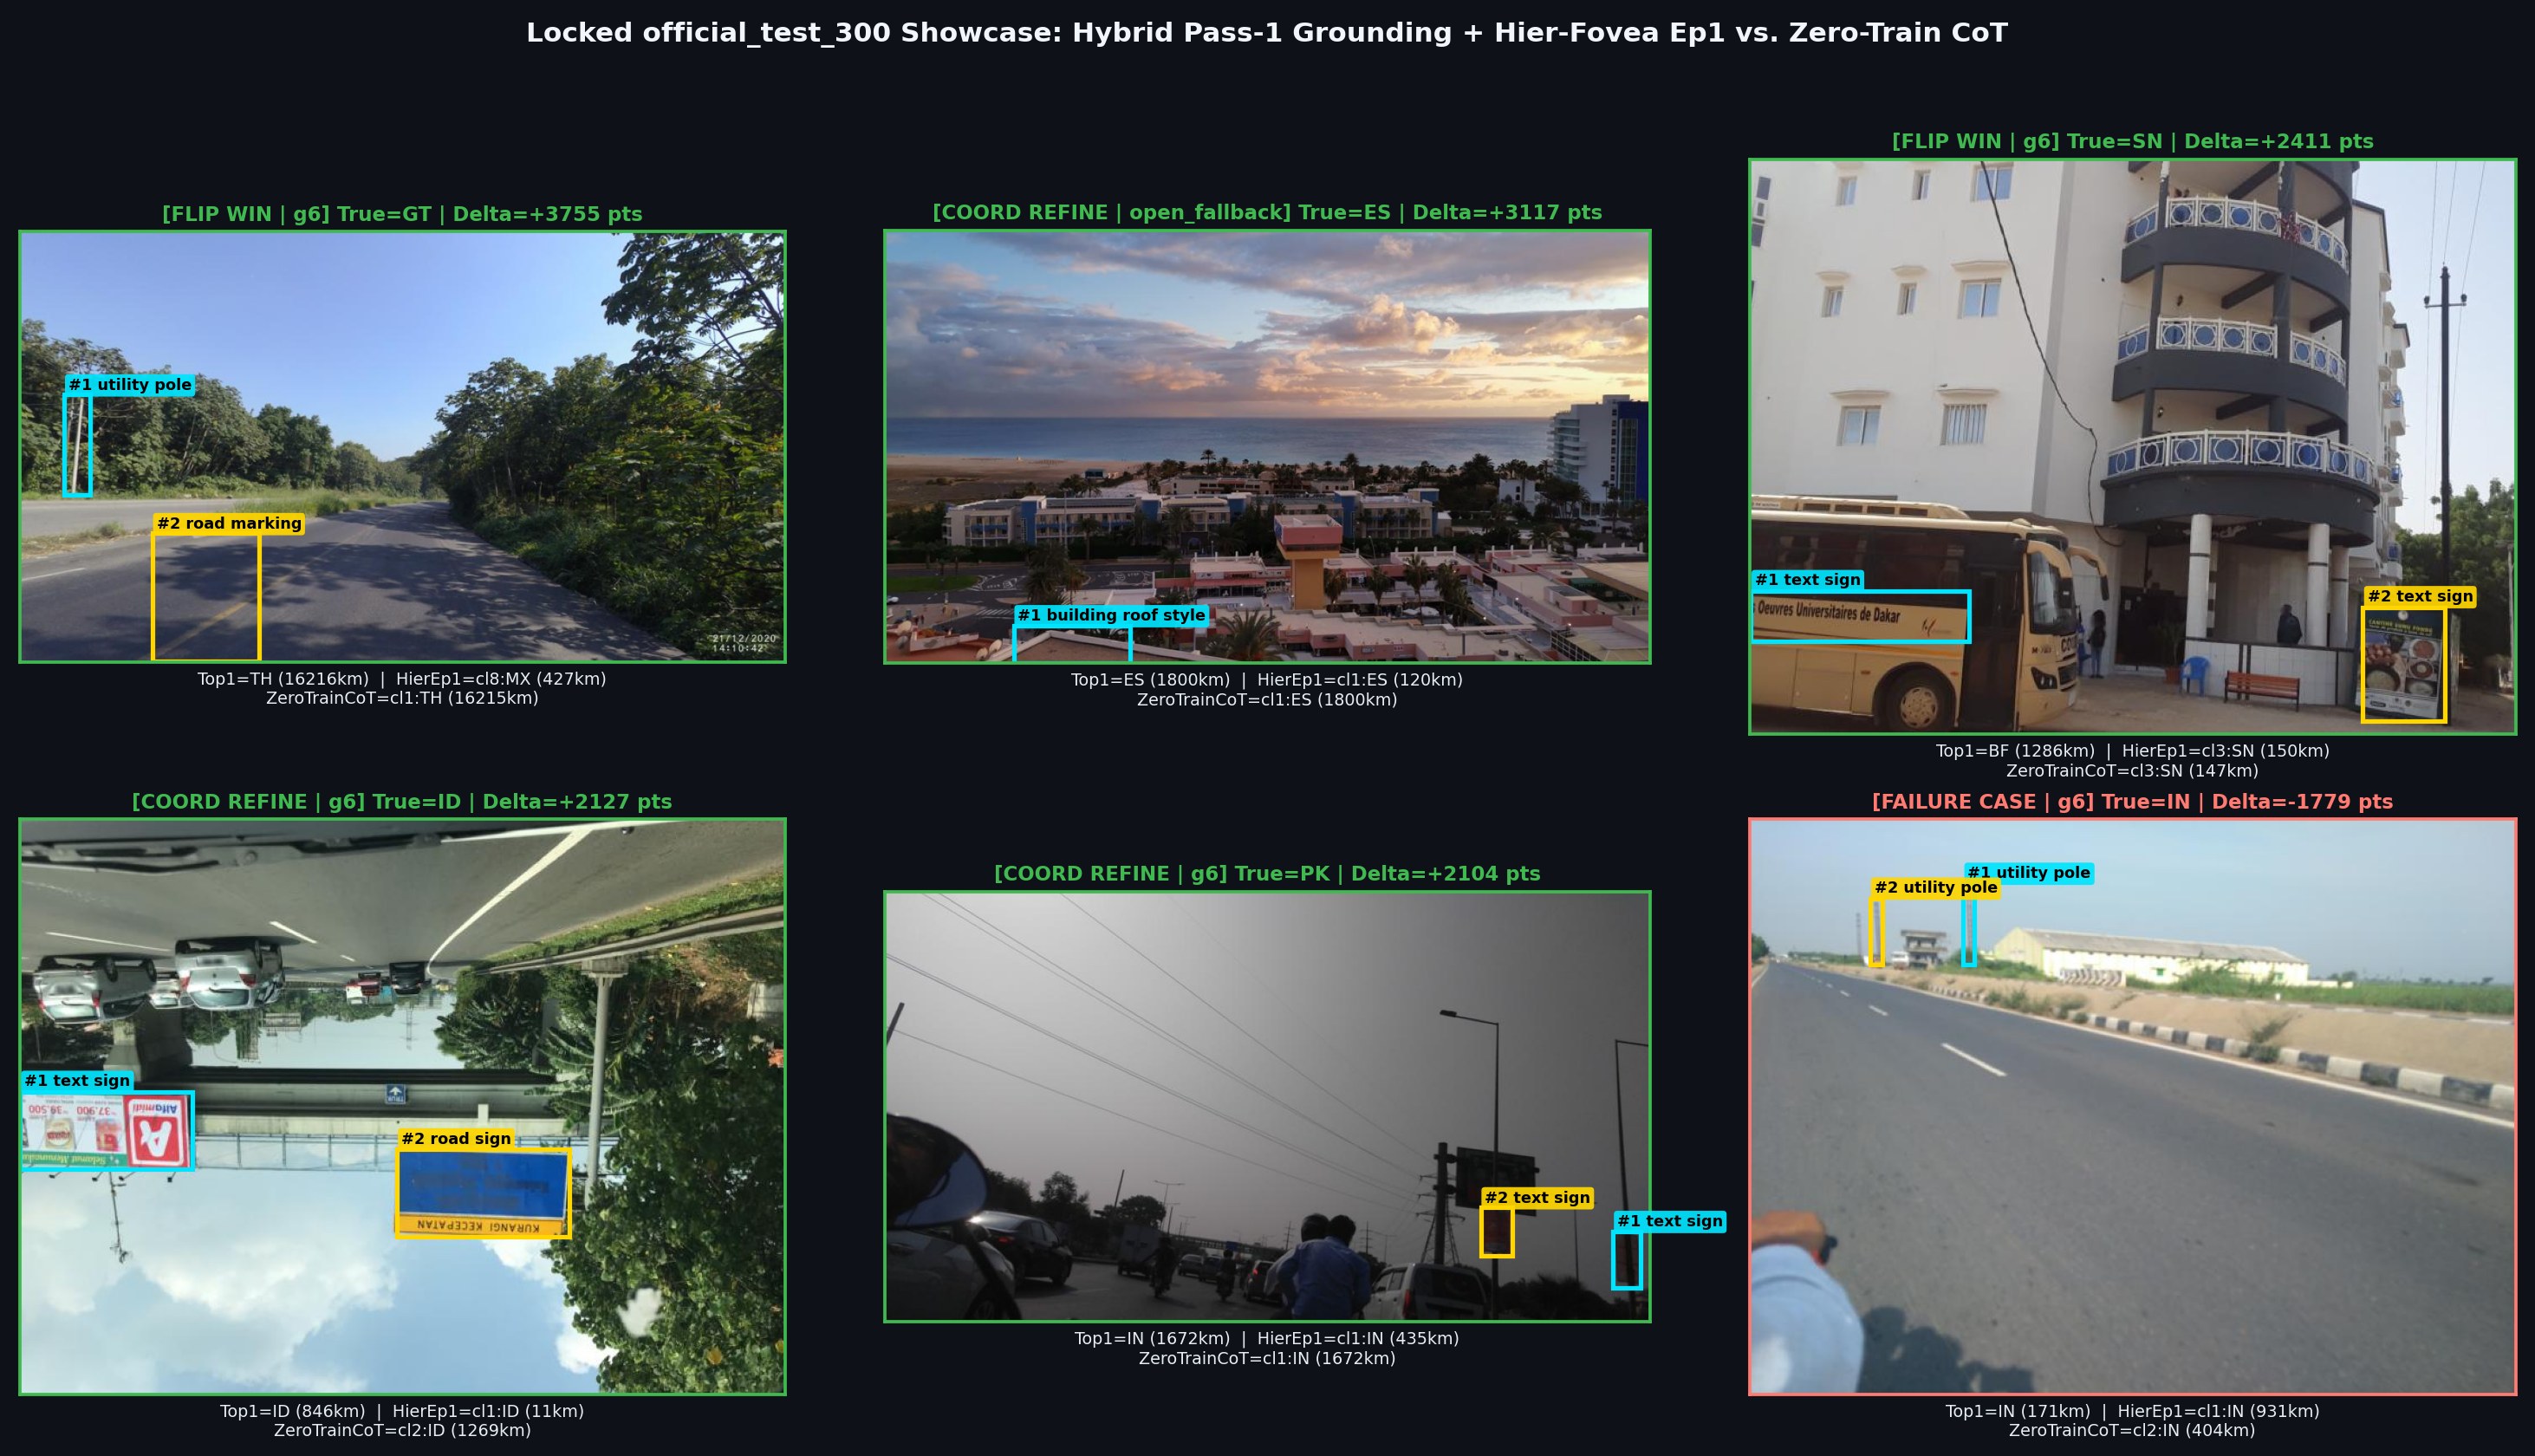 Locked official_test_300 Showcase: Hybrid Pass-1 Grounding + Hier-Fovea Ep1 vs. Zero-Train CoT
[FLIP WIN | g6] True=GT | Delta=+3755 pts
#1 utility pole
#2 road marking
21/12/2020
14:10:42
Top1=TH (16216km) | HierEp1=cl8:MX (427km)
ZeroTrainCoT=cl1:TH (16215km)
[COORD REFINE | open_fallback] True=ES | Delta=+3117 pts
#1 building roof style
Top1=ES (1800km) | HierEp1=cl1:ES (120km)
ZeroTrainCoT=cl1:ES (1800km)
[FLIP WIN | g6] True=SN | Delta=+2411 pts
#1 text sign
Oeuvres Universitaires de Dakar
#2 text sign
Top1=BF (1286km) | HierEp1=cl3:SN (150km)
ZeroTrainCoT=cl3:SN (147km)
[COORD REFINE | g6] True=ID | Delta=+2127 pts
#1 text sign
39.500 37.900 Alfamidi
#2 road sign
KURANGI KECEPATAN
Top1=ID (846km) | HierEp1=cl1:ID (11km)
ZeroTrainCoT=cl2:ID (1269km)
[COORD REFINE | g6] True=PK | Delta=+2104 pts
#2 text sign
#1 text sign
Top1=IN (1672km) | HierEp1=cl1:IN (435km)
ZeroTrainCoT=cl1:IN (1672km)
[FAILURE CASE | g6] True=IN | Delta=-1779 pts
#1 utility pole
#2 utility pole
Top1=IN (171km) | HierEp1=cl1:IN (931km)
ZeroTrainCoT=cl2:IN (404km)